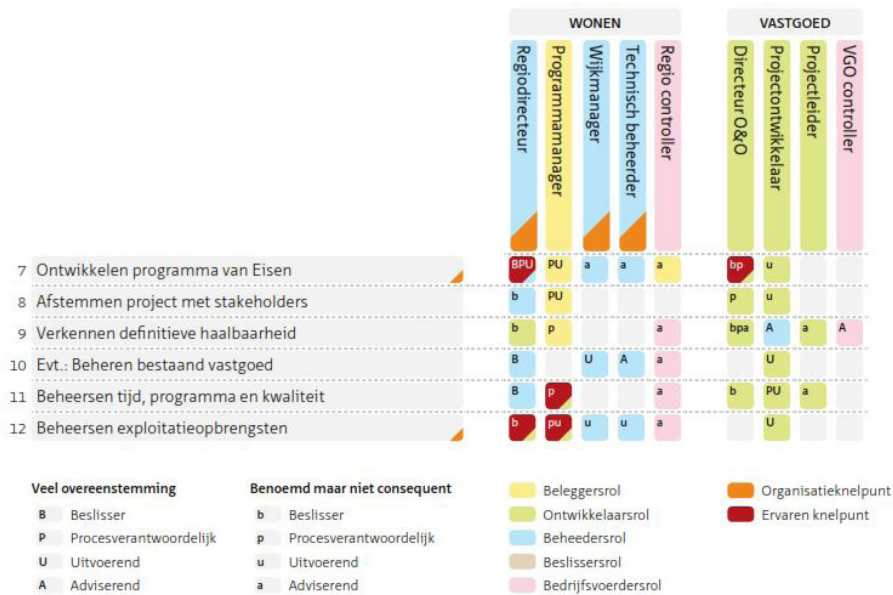 WONEN VASTGOED
Regiodirecteur
Programmamanager
Wijkmanager
Technisch beheerder
Regio controller
Directeur O&O
Projectontwikkelaar
Projectleider
VGO controller
7 Ontwikkelen programma van Eisen BPU PU a a a bp u
8 Afstemmen project met stakeholders b PU p u
9 Verkennen definitieve haalbaarheid b p a bpa A a A
10 Evt.: Beheren bestaand vastgoed B U A a U
11 Beheersen tijd, programma en kwaliteit B p a b PU a
12 Beheersen exploitatieopbrengsten b pu u u a U
Veel overeenstemming
B Beslisser
P Procesverantwoordelijk
U Uitvoerend
A Adviserend
Benoemd maar niet consequent
b Beslisser
p Procesverantwoordelijk
u Uitvoerend
a Adviserend
Beleggersrol
Ontwikkelaarsrol
Beheedersrol
Beslissersrol
Bedrijfsvoerdersrol
Organisatieknelpunt
Ervaren knelpunt